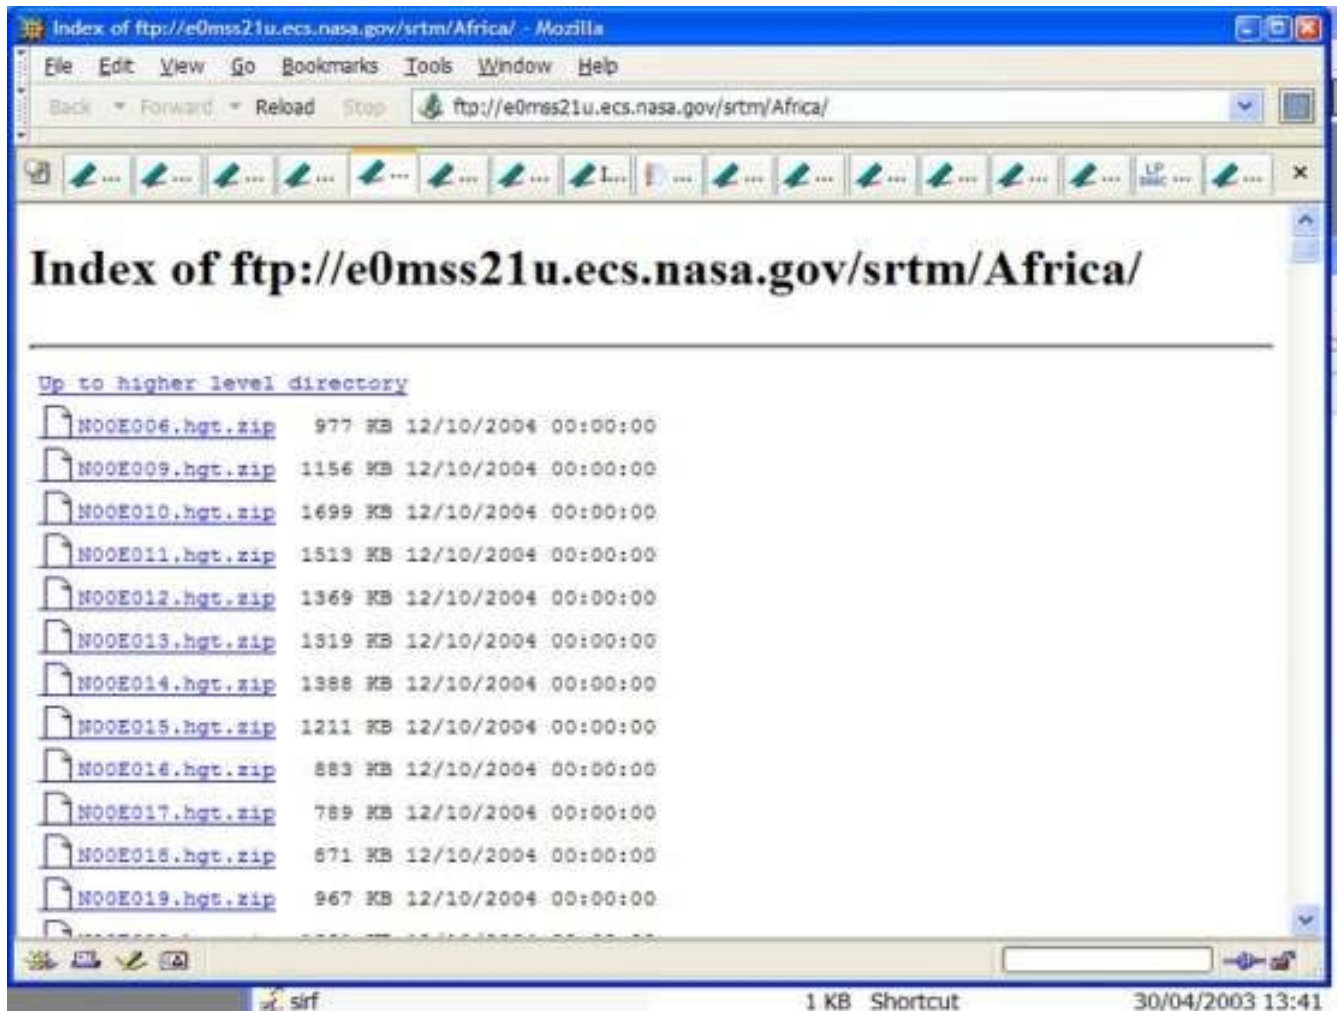 Index of ftp://e0mss21u.ecs.nasa.gov/srtm/Africa/ - Mozilla
File Edit View Go Bookmarks Tools Window Help
Back Forward Reload Stop ftp://e0mss21u.ecs.nasa.gov/srtm/Africa/
... ... ... ... ... ... ... I... ... ... ... ... ... ... ... LP DAAC ... ...
Index of ftp://e0mss21u.ecs.nasa.gov/srtm/Africa/
Up to higher level directory
N00E006.hgt.zip 977 KB 12/10/2004 00:00:00
N00E009.hgt.zip 1156 KB 12/10/2004 00:00:00
N00E010.hgt.zip 1699 KB 12/10/2004 00:00:00
N00E011.hgt.zip 1513 KB 12/10/2004 00:00:00
N00E012.hgt.zip 1369 KB 12/10/2004 00:00:00
N00E013.hgt.zip 1319 KB 12/10/2004 00:00:00
N00E014.hgt.zip 1388 KB 12/10/2004 00:00:00
N00E015.hgt.zip 1211 KB 12/10/2004 00:00:00
N00E016.hgt.zip 883 KB 12/10/2004 00:00:00
N00E017.hgt.zip 789 KB 12/10/2004 00:00:00
N00E018.hgt.zip 871 KB 12/10/2004 00:00:00
N00E019.hgt.zip 967 KB 12/10/2004 00:00:00
sirf 1 KB Shortcut 30/04/2003 13:41